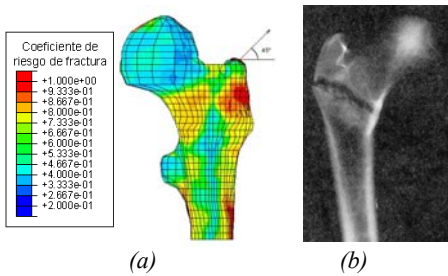 Coeficiente de
riesgo de fractura
+1.000e+00
+9.333e-01
+8.667e-01
+8.000e-01
+7.333e-01
+6.667e-01
+6.000e-01
+5.333e-01
+4.667e-01
+4.000e-01
+3.333e-01
+2.667e-01
+2.000e-01
45°
(a)
(b)